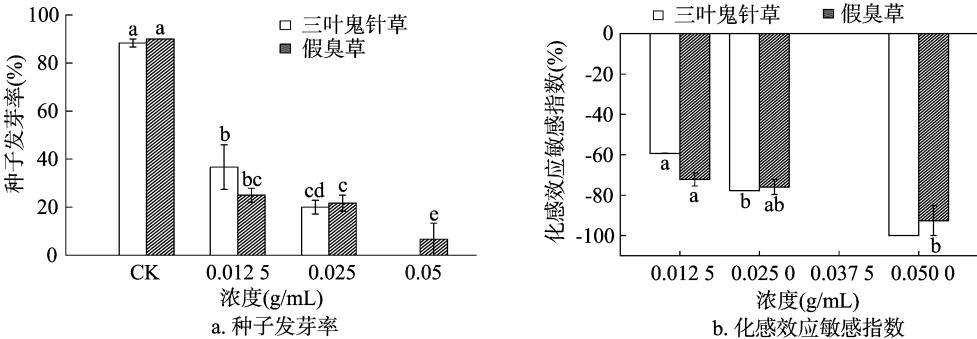 100
80
60
40
20
0
种子发芽率(%)
三叶鬼针草
假臭草
a a
b
bc
cd c
e
CK 0.012 5 0.025 0.05
浓度(g/mL)
a. 种子发芽率
三叶鬼针草 假臭草
0
-20
-40
-60
-80
-100
化感效应敏感指数(%)
a
a
b ab
b
0.012 5 0.025 0 0.037 5 0.050 0
浓度(g/mL)
b. 化感效应敏感指数